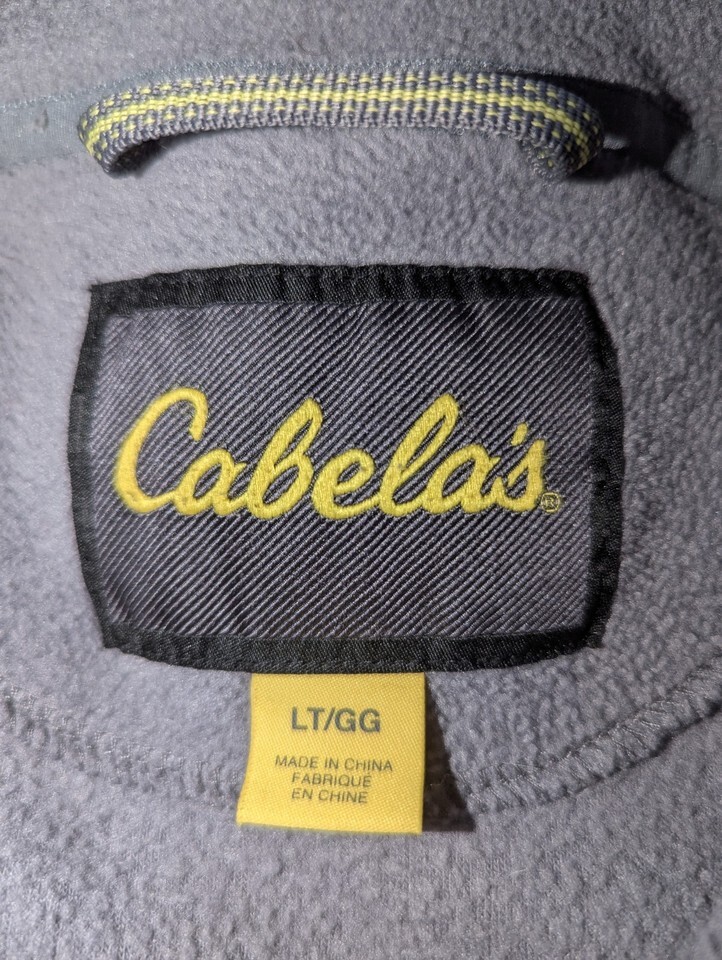 Cabela's®
LT/GG
MADE IN CHINA
FABRIQUÉ
EN CHINE